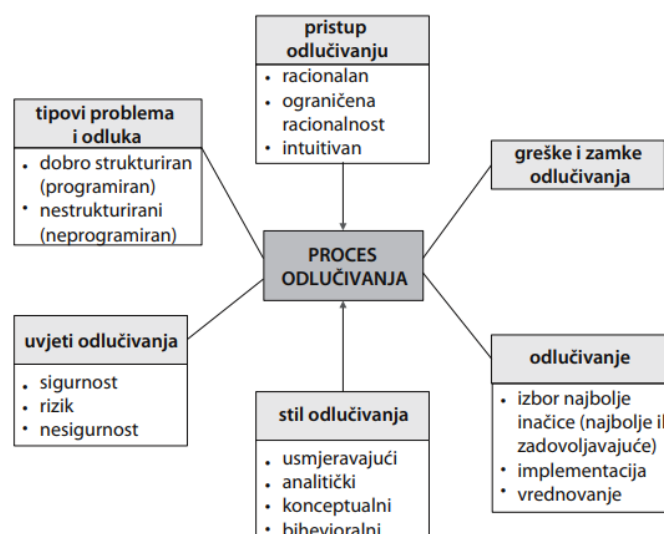 pristup
odlučivanju
• racionalan
• ograničena
racionalnost
• intuitivan
tipovi problema
i odluka
• dobro strukturiran
(programiran)
• nestrukturirani
(neprogramiran)
greške i zamke
odlučivanja
PROCES
ODLUČIVANJA
uvjeti odlučivanja
• sigurnost
• rizik
• nesigurnost
stil odlučivanja
• usmjeravajući
• analitički
• konceptualni
• bihevioralni
odlučivanje
• izbor najbolje
inačice (najbolje il
zadovoljavajuće)
• implementacija
• vrednovanje